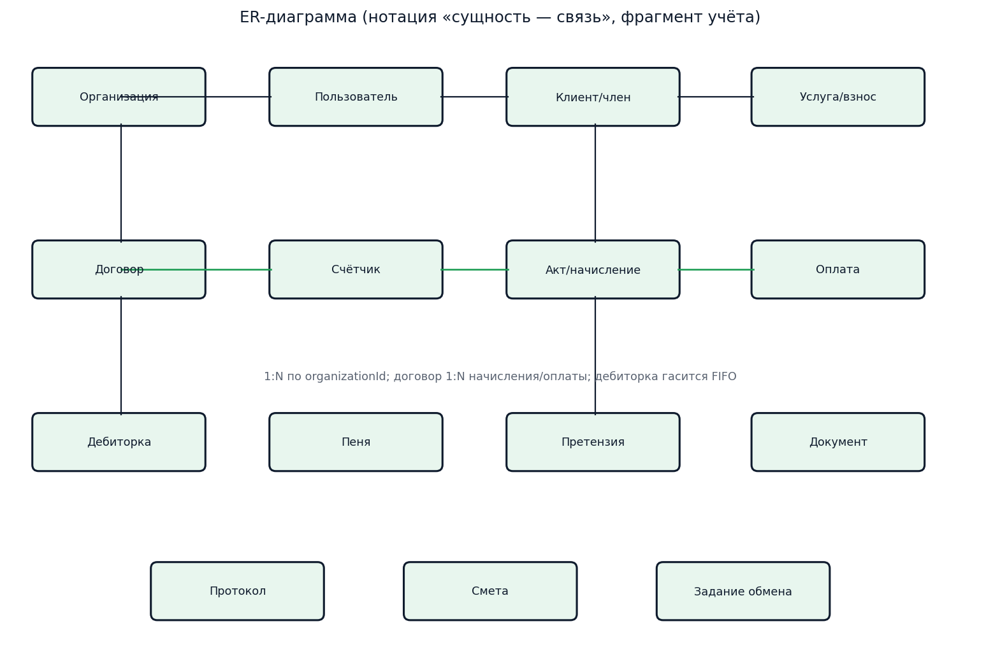 ER-диаграмма (нотация «сущность — связь», фрагмент учёта)
Организация
Пользователь
Клиент/член
Услуга/взнос
Договор
Счётчик
Акт/начисление
Оплата
1:N по organizationId; договор 1:N начисления/оплаты; дебиторка гасится FIFO
Дебиторка
Пеня
Претензия
Документ
Протокол
Смета
Задание обмена